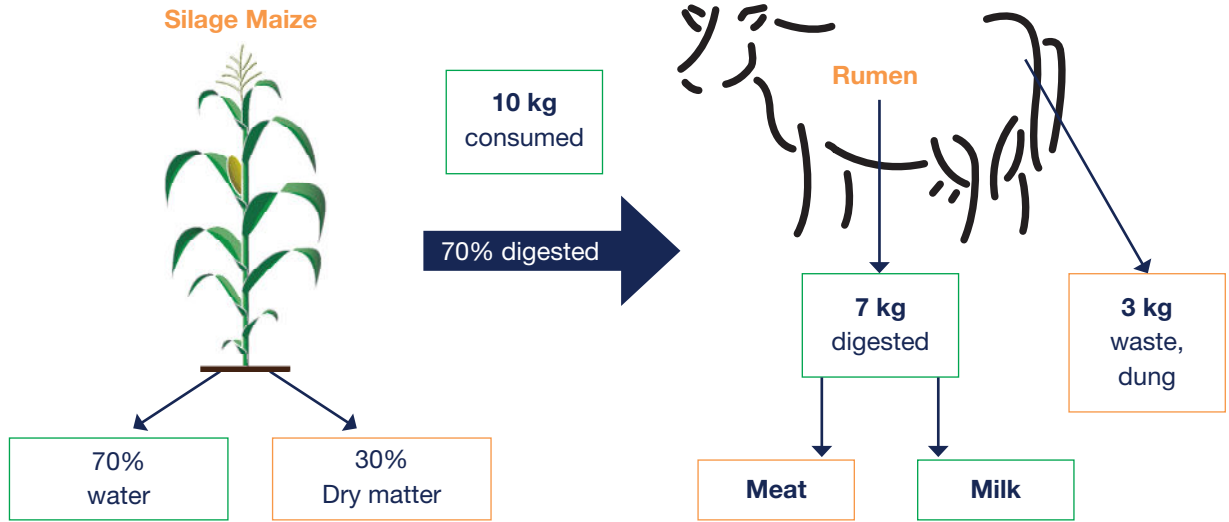 Silage Maize
10 kg
consumed
70% digested
Rumen
7 kg
digested
3 kg
waste,
dung
70%
water
30%
Dry matter
Meat
Milk